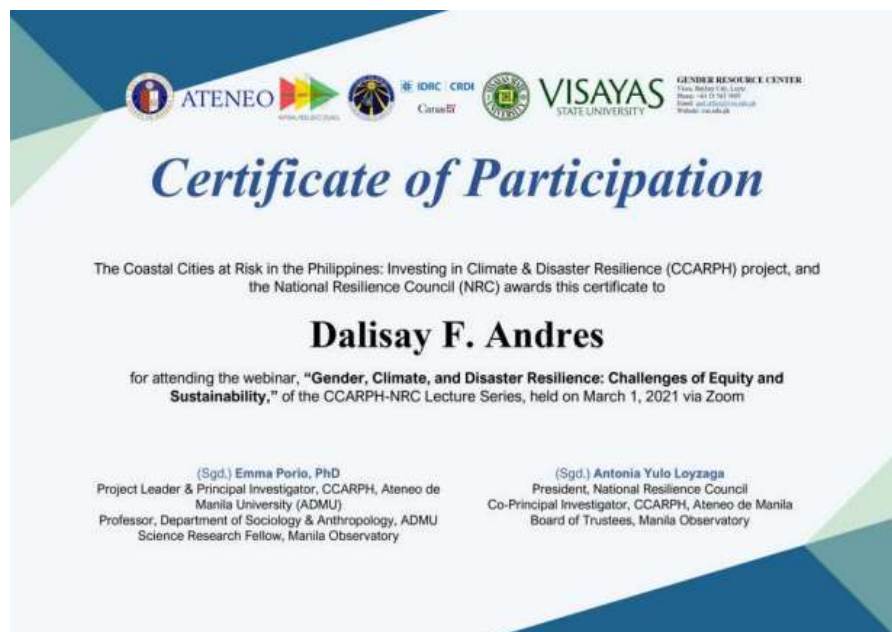 ATENEO
IDRC | CRDI
Canada
VISAYAS
STATE UNIVERSITY
GENDER RESOURCE CENTER
Certificate of Participation
The Coastal Cities at Risk in the Philippines: Investing in Climate & Disaster Resilience (CCARPH) project, and
the National Resilience Council (NRC) awards this certificate to
Dalisay F. Andres
for attending the webinar, “Gender, Climate, and Disaster Resilience: Challenges of Equity and
Sustainability,” of the CCARPH-NRC Lecture Series, held on March 1, 2021 via Zoom
(Sgd.) Emma Porio, PhD
Project Leader & Principal Investigator, CCARPH, Ateneo de
Manila University (ADMU)
Professor, Department of Sociology & Anthropology, ADMU
Science Research Fellow, Manila Observatory
(Sgd.) Antonia Yulo Loyzaga
President, National Resilience Council
Co-Principal Investigator, CCARPH, Ateneo de Manila
Board of Trustees, Manila Observatory